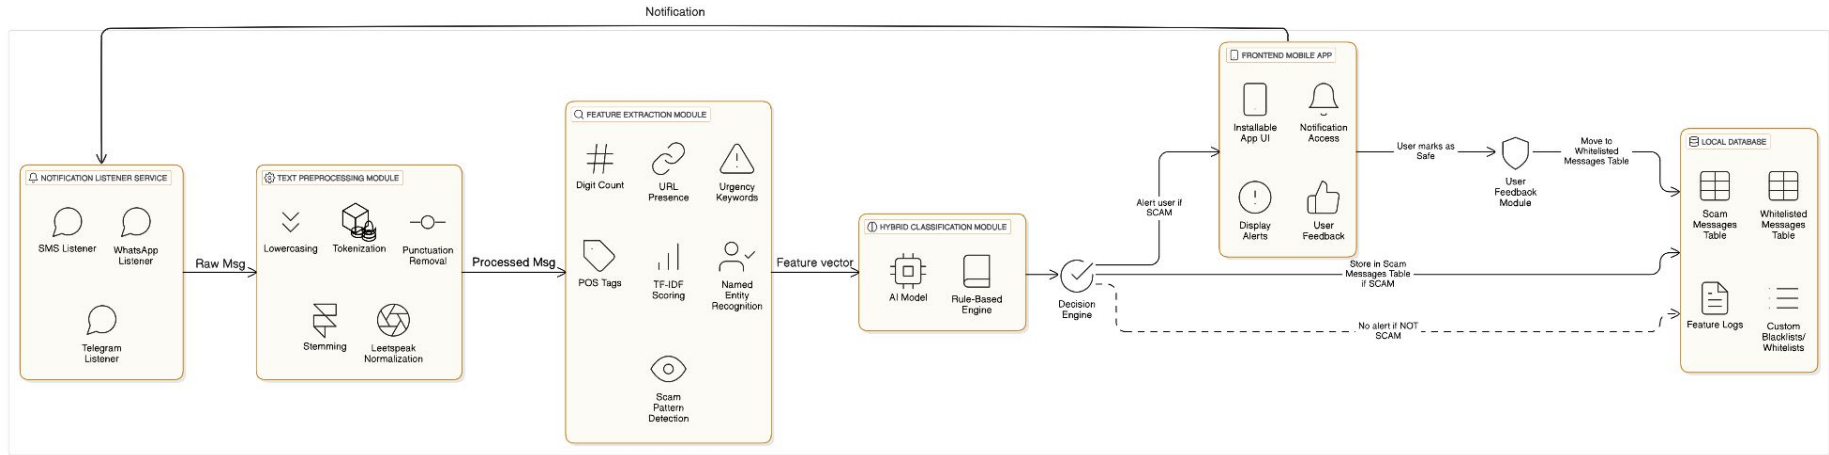 Notification
NOTIFICATION LISTENER SERVICE
SMS Listener
WhatsApp
Listener
Telegram
Listener
Raw Msg
TEXT PREPROCESSING MODULE
Lowercasing
Tokenization
Punctuation
Removal
Stemming
Leetspeak
Normalization
Processed Msg
FEATURE EXTRACTION MODULE
Digit Count
URL
Presence
Urgency
Keywords
POS Tags
TF-IDF
Scoring
Named
Entity
Recognition
Scam
Pattern
Detection
Feature vector
HYBRID CLASSIFICATION MODULE
AI Model
Rule-Based
Engine
Decision
Engine
Alert user if
SCAM
FRONTEND MOBILE APP
Installable
App UI
Notification
Access
Display
Alerts
User
Feedback
User marks as
Safe
User
Feedback
Module
Move to
Whitelisted
Messages Table
Store in Scam
Messages Table
if SCAM
No alert if NOT
SCAM
LOCAL DATABASE
Scam
Messages
Table
Whitelisted
Messages
Table
Feature Logs
Custom
Blacklists/
Whitelists